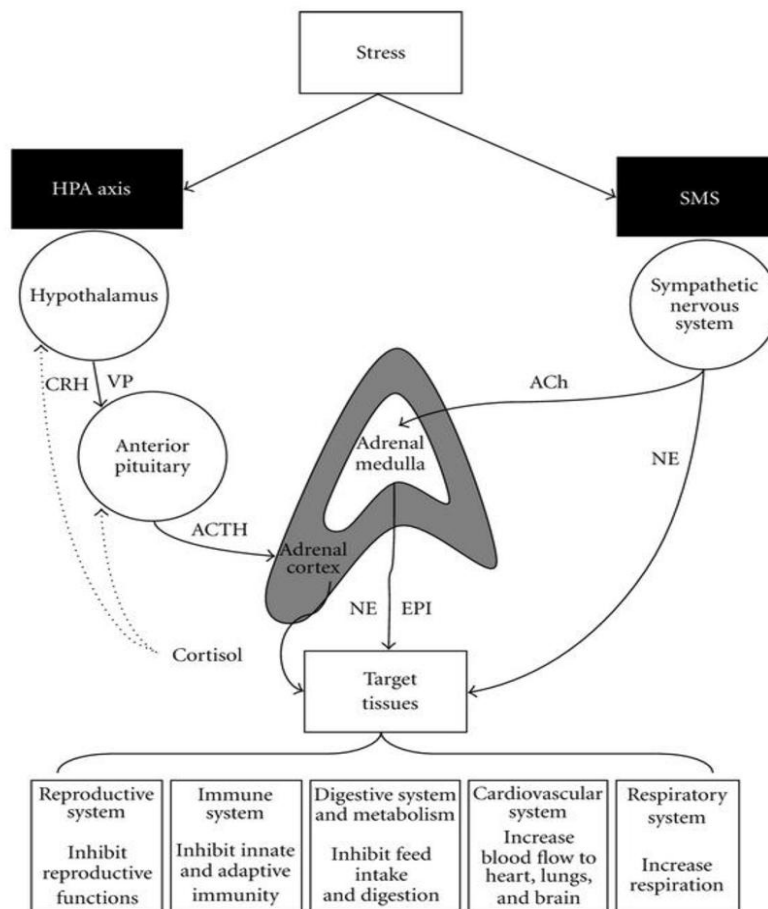 Stress
HPA axis
SMS
Hypothalamus
Sympathetic
nervous
system
CRH
VP
ACh
Anterior
pituitary
Adrenal
medulla
NE
ACTH
Adrenal
cortex
NE
EPI
Cortisol
Target
tissues
Reproductive
system
Inhibit
reproductive
functions
Immune
system
Inhibit innate
and adaptive
immunity
Digestive system
and metabolism
Inhibit feed
intake
and digestion
Cardiovascular
system
Increase
blood flow to
heart, lungs,
and brain
Respiratory
system
Increase
respiration